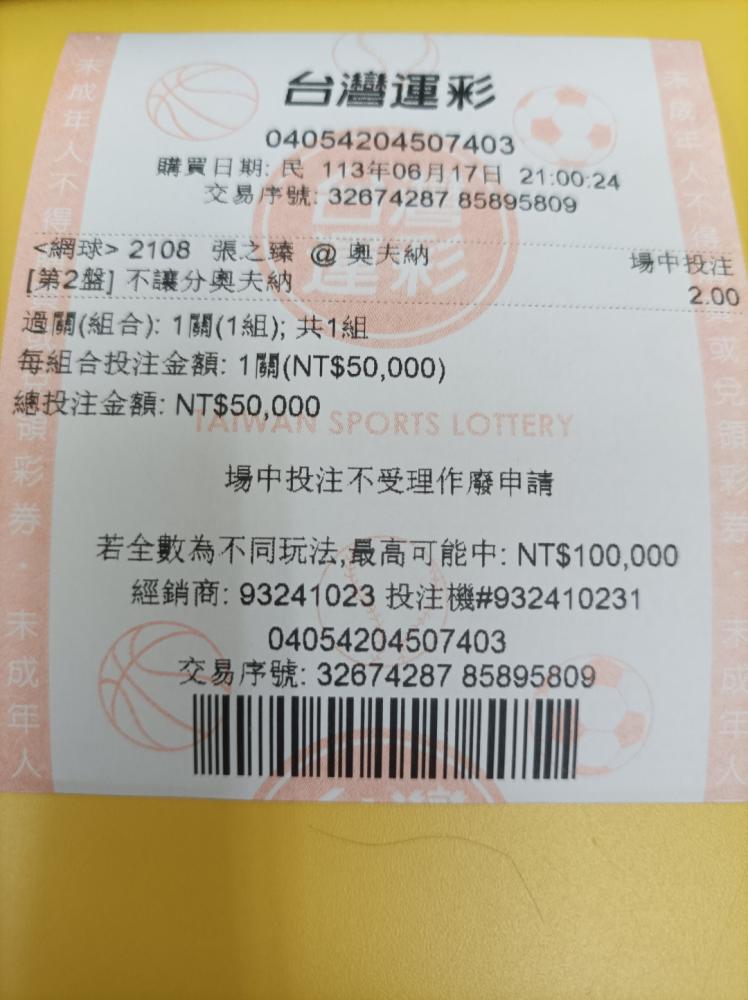 台灣運彩
04054204507403
購買日期: 民 113年06月17日 21:00:24
交易序號: 32674287 85895809
<網球> 2108 張之臻 @ 奧夫納 場中投注
[第2盤] 不讓分奧夫納 2.00
過關(組合): 1關(1組); 共1組
每組合投注金額: 1關(NT$50,000)
總投注金額: NT$50,000
TAIWAN SPORTS LOTTERY
場中投注不受理作廢申請
若全數為不同玩法,最高可能中: NT$100,000
經銷商: 93241023 投注機#932410231
04054204507403
交易序號: 32674287 85895809